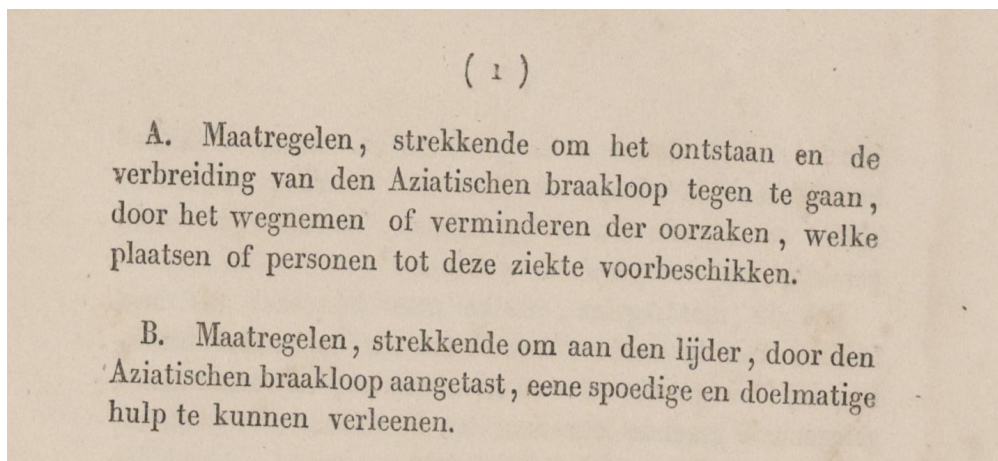 ( 1 )
A. Maatregelen, strekkende om het ontstaan en de
verbreiding van den Aziatischen braakloop tegen te gaan,
door het wegnemen of verminderen der oorzaken, welke
plaatsen of personen tot deze ziekte voorbeschikken.
B. Maatregelen, strekkende om aan den lijder, door den
Aziatischen braakloop aangetast, eene spoedige en doelmatige
hulp te kunnen verleenen.